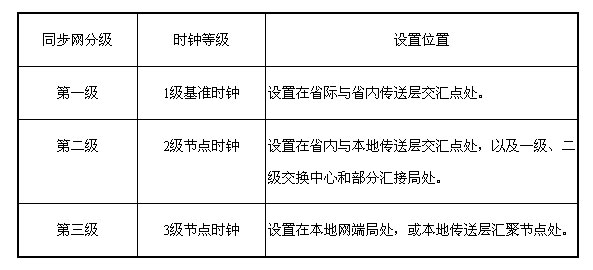 同步网分级 时钟等级 设置位置
第一级 1级基准时钟 设置在省际与省内传送层交汇点处。
第二级 2级节点时钟 设置在省内与本地传送层交汇点处，以及一级、二
级交换中心和部分汇接局处。
第三级 3级节点时钟 设置在本地网端局处，或本地传送层汇聚节点处。